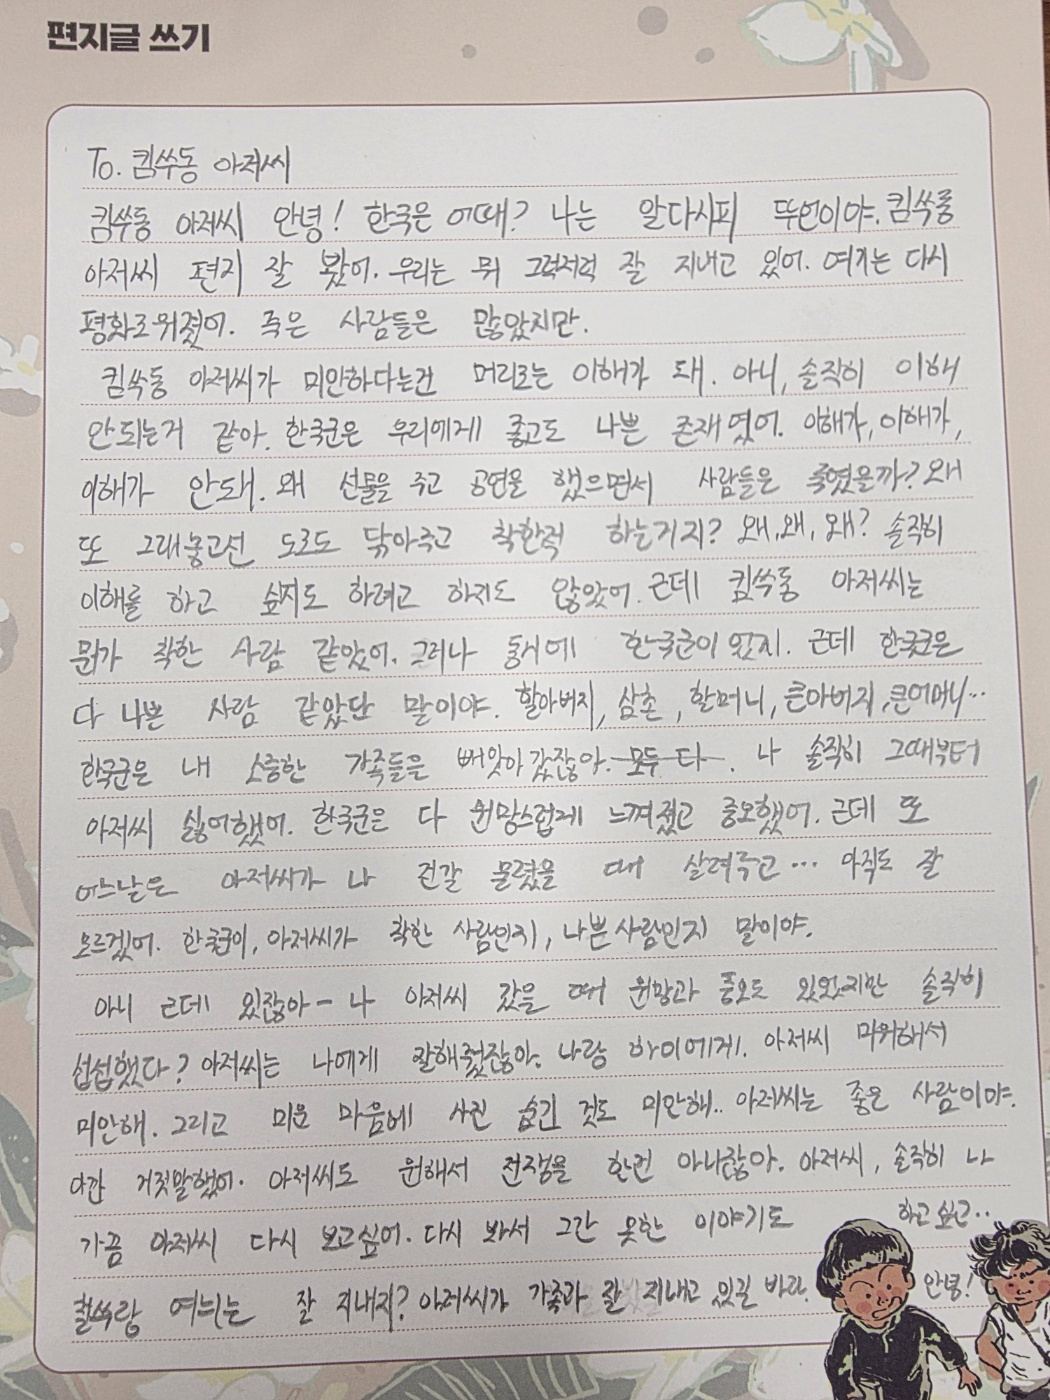 편지글 쓰기
To. 킴쑤동 아저씨
킴쑤동 아저씨 안녕! 한국은 어때? 나는 알다시피 뚜언이야. 킴쑥동
아저씨 편지 잘 봤어. 우리는 뭐 그럭저럭 잘 지내고 있어. 여기는 다시
평화로워졌어. 죽은 사람들은 많았지만.
킴쑥동 아저씨가 미안하다는건 머리로는 이해가 돼. 아니, 솔직히 이해
안되는거 같아. 한국군은 우리에게 좋고도 나쁜 존재였어. 이해가, 이해가,
이해가 안돼. 왜 선물을 주고 공연을 했으면서 사람들은 죽였을까? 왜
또 그래놓고선 도로도 닦아주고 착한척 하는거지? 왜, 왜, 왜? 솔직히
이해를 하고 싶지도 하려고 하지도 않았어. 근데 킴쑥동 아저씨는
뭔가 착한 사람 같았어. 그러나 동시에 한국군이었지. 근데 한국군은
다 나쁜 사람 같았단 말이야. 할아버지, 삼촌, 할머니, 큰아버지, 큰어머니…
한국군은 내 소중한 가족들은 빼앗아 갔잖아. 모두 다. 나 솔직히 그때부터
아저씨 싫어했어. 한국군은 다 원망스럽게 느껴졌고 증오했어. 근데 또
어느날은 아저씨가 나 전갈 물렸을 때 살려주고… 아직도 잘
모르겠어. 한국군이, 아저씨가 착한 사람인지, 나쁜사람인지 말이야.
아니 근데 있잖아- 나 아저씨 갔을 때 원망과 증오도 있었지만 솔직히
섭섭했다? 아저씨는 나에게 잘해줬잖아. 나랑 하이에게. 아저씨 미워해서
미안해. 그리고 미운 마음에 사진 숨긴 것도 미안해.. 아저씨는 좋은 사람이야.
약간 거짓말했어. 아저씨도 원해서 전쟁을 한건 아니잖아. 아저씨, 솔직히 나
가끔 아저씨 다시 보고싶어. 다시 봐서 그간 못한 이야기도 하고 싶고..
찰쑥랑 여늬는 잘 지내지? 아저씨가 가족과 잘 지내고 있길 바라. 안녕!